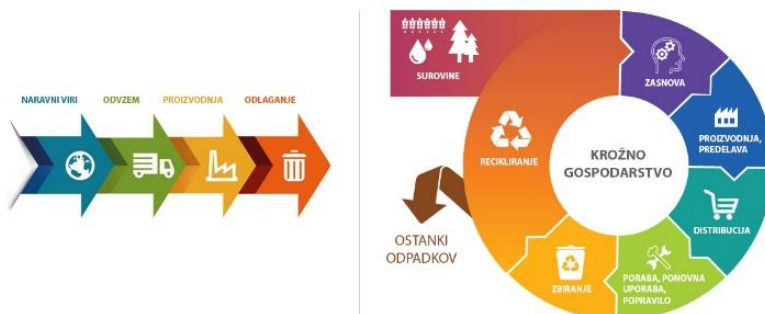 NARAVNI VIRI
ODVZEM
PROIZVODNJA
ODLAGANJE
SUROVINE
ZASNOVA
PROIZVODNJA,
PREDELAVA
DISTRIBUCIJA
PORABA, PONOVNA
UPORABA,
POPRAVILO
ZBIRANJE
RECIKLIRANJE
KROŽNO
GOSPODARSTVO
OSTANKI
ODPADKOV